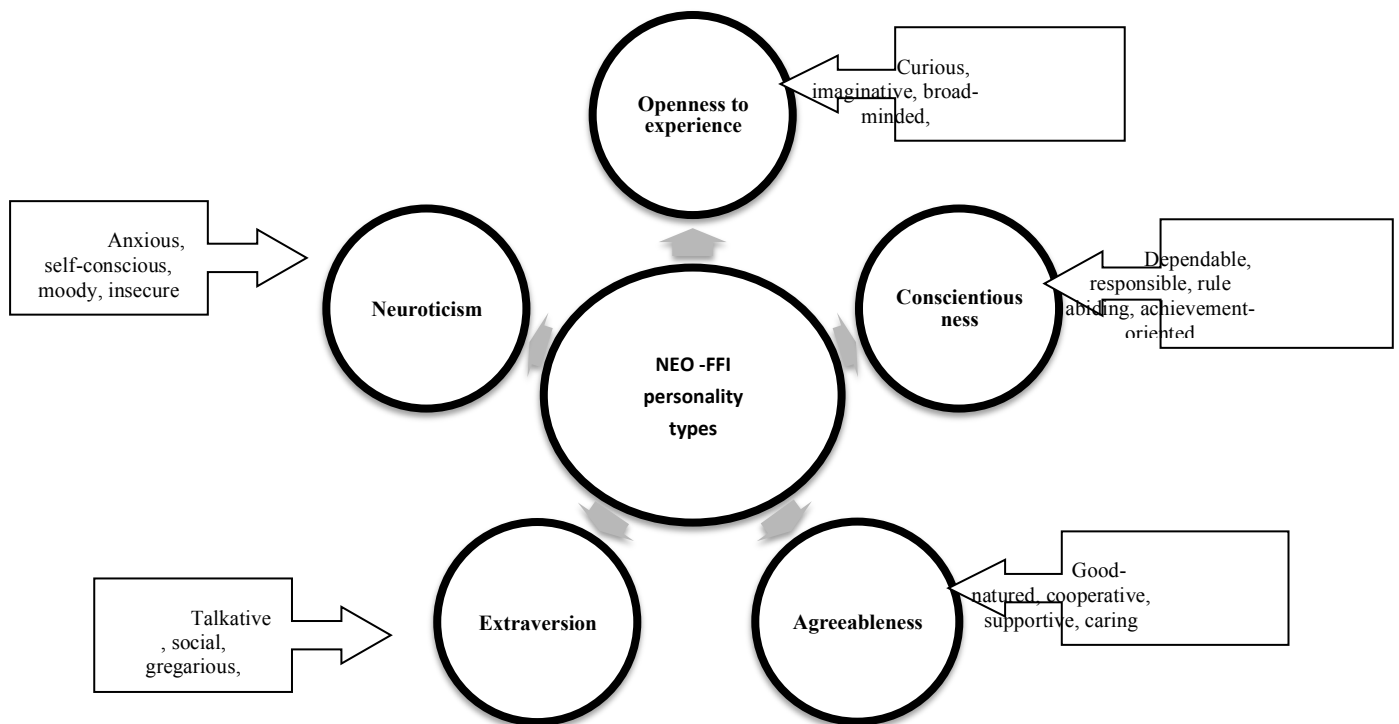 Openness to
experience
Curious,
imaginative, broad-
minded,
Anxious,
self-conscious,
moody, insecure
Neuroticism
Conscientious
ness
Dependable,
responsible, rule
abiding, achievement-
oriented
NEO -FFI
personality
types
Talkative
, social,
gregarious,
Extraversion
Agreeableness
Good-
natured, cooperative,
supportive, caring